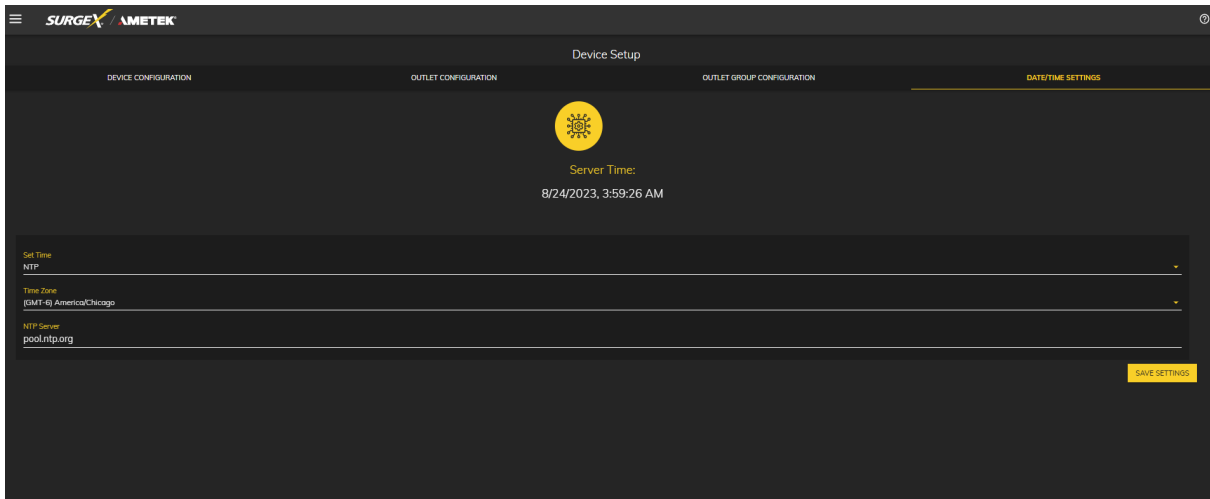 SURGEX / AMETEK
Device Setup
DEVICE CONFIGURATION
OUTLET CONFIGURATION
OUTLET GROUP CONFIGURATION
DATE/TIME SETTINGS
Server Time:
8/24/2023, 3:59:26 AM
Set Time
NTP
Time Zone
(GMT-6) America/Chicago
NTP Server
pool.ntp.org
SAVE SETTINGS